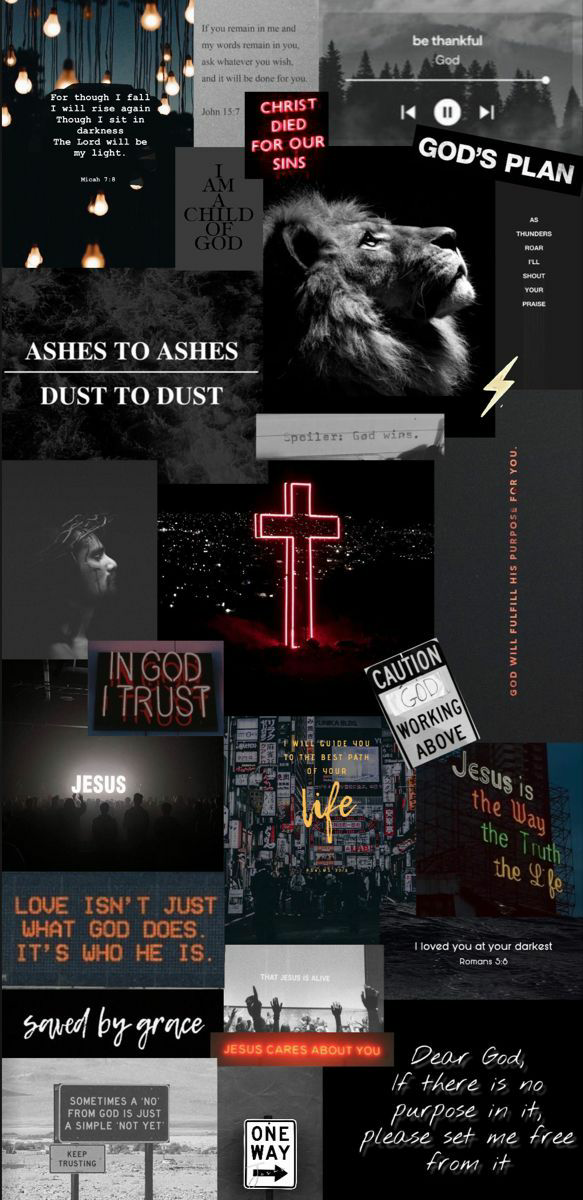 For though I fall
I will rise again
Though I sit in
darkness
The Lord will be
my light.
Micah 7:8
If you remain in me and
my words remain in you,
ask whatever you wish,
and it will be done for you.
John 15:7
be thankful
God
CHRIST
DIED
FOR OUR
SINS
GOD'S PLAN
I
AM
A
CHILD
OF
GOD
AS
THUNDERS
ROAR
I'LL
SHOUT
YOUR
PRAISE
ASHES TO ASHES
DUST TO DUST
Spoiler: God wins.
GOD WILL FULFILL HIS PURPOSE FOR YOU.
IN GOD
I TRUST
CAUTION
GOD
WORKING
ABOVE
JESUS
I WILL GUIDE YOU
TO THE BEST PATH
OF YOUR
life
Jesus is
the Way
the Truth
the Life
LOVE ISN'T JUST
WHAT GOD DOES.
IT'S WHO HE IS.
I loved you at your darkest
Romans 5:8
THAT JESUS IS ALIVE
saved by grace
JESUS CARES ABOUT YOU
Dear God,
If there is no
purpose in it,
please set me free
from it
SOMETIMES A 'NO'
FROM GOD IS JUST
A SIMPLE 'NOT YET'
KEEP
TRUSTING
ONE
WAY